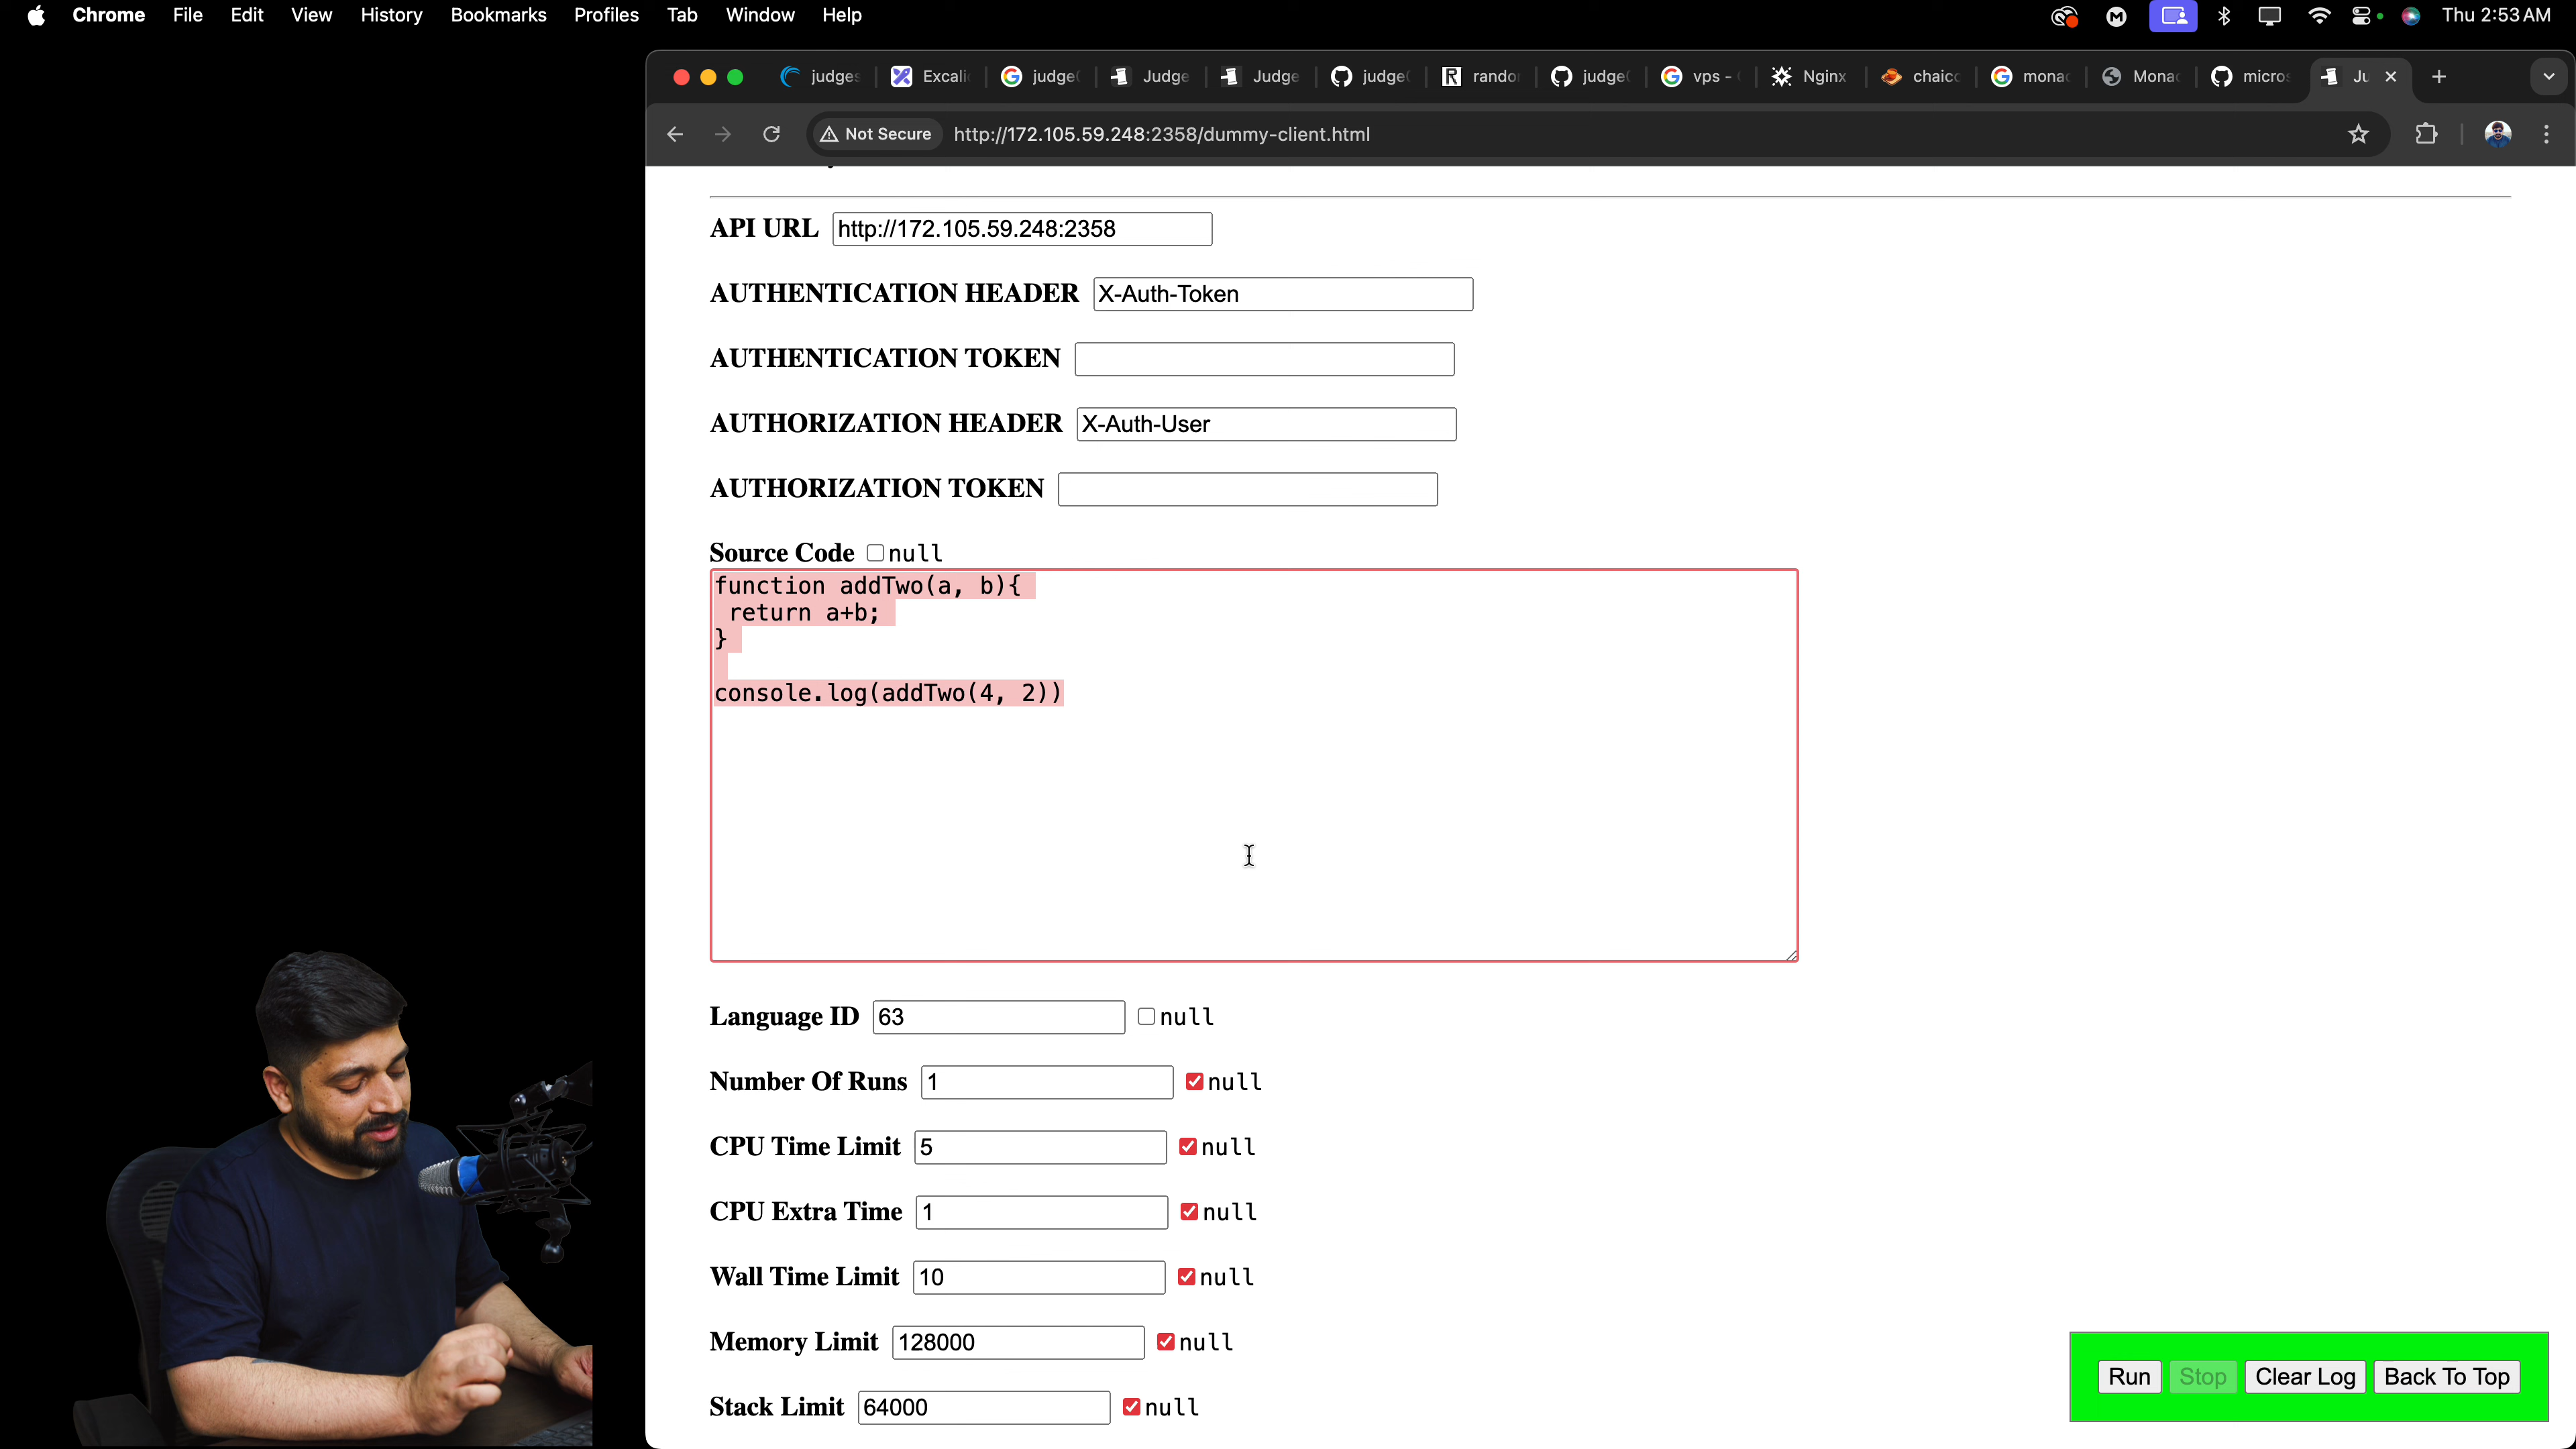 Chrome File Edit View History Bookmarks Profiles Tab Window Help Thu 2:53 AM
judges Excali judge Judge Judge judge rando judge vps - Nginx chaico monac Monac micros Ju
Not Secure http://172.105.59.248:2358/dummy-client.html
API URL http://172.105.59.248:2358
AUTHENTICATION HEADER X-Auth-Token
AUTHENTICATION TOKEN
AUTHORIZATION HEADER X-Auth-User
AUTHORIZATION TOKEN
Source Code null
function addTwo(a, b){
return a+b;
}
console.log(addTwo(4, 2))
Language ID 63 null
Number Of Runs 1 null
CPU Time Limit 5 null
CPU Extra Time 1 null
Wall Time Limit 10 null
Memory Limit 128000 null
Stack Limit 64000 null
Run Stop Clear Log Back To Top